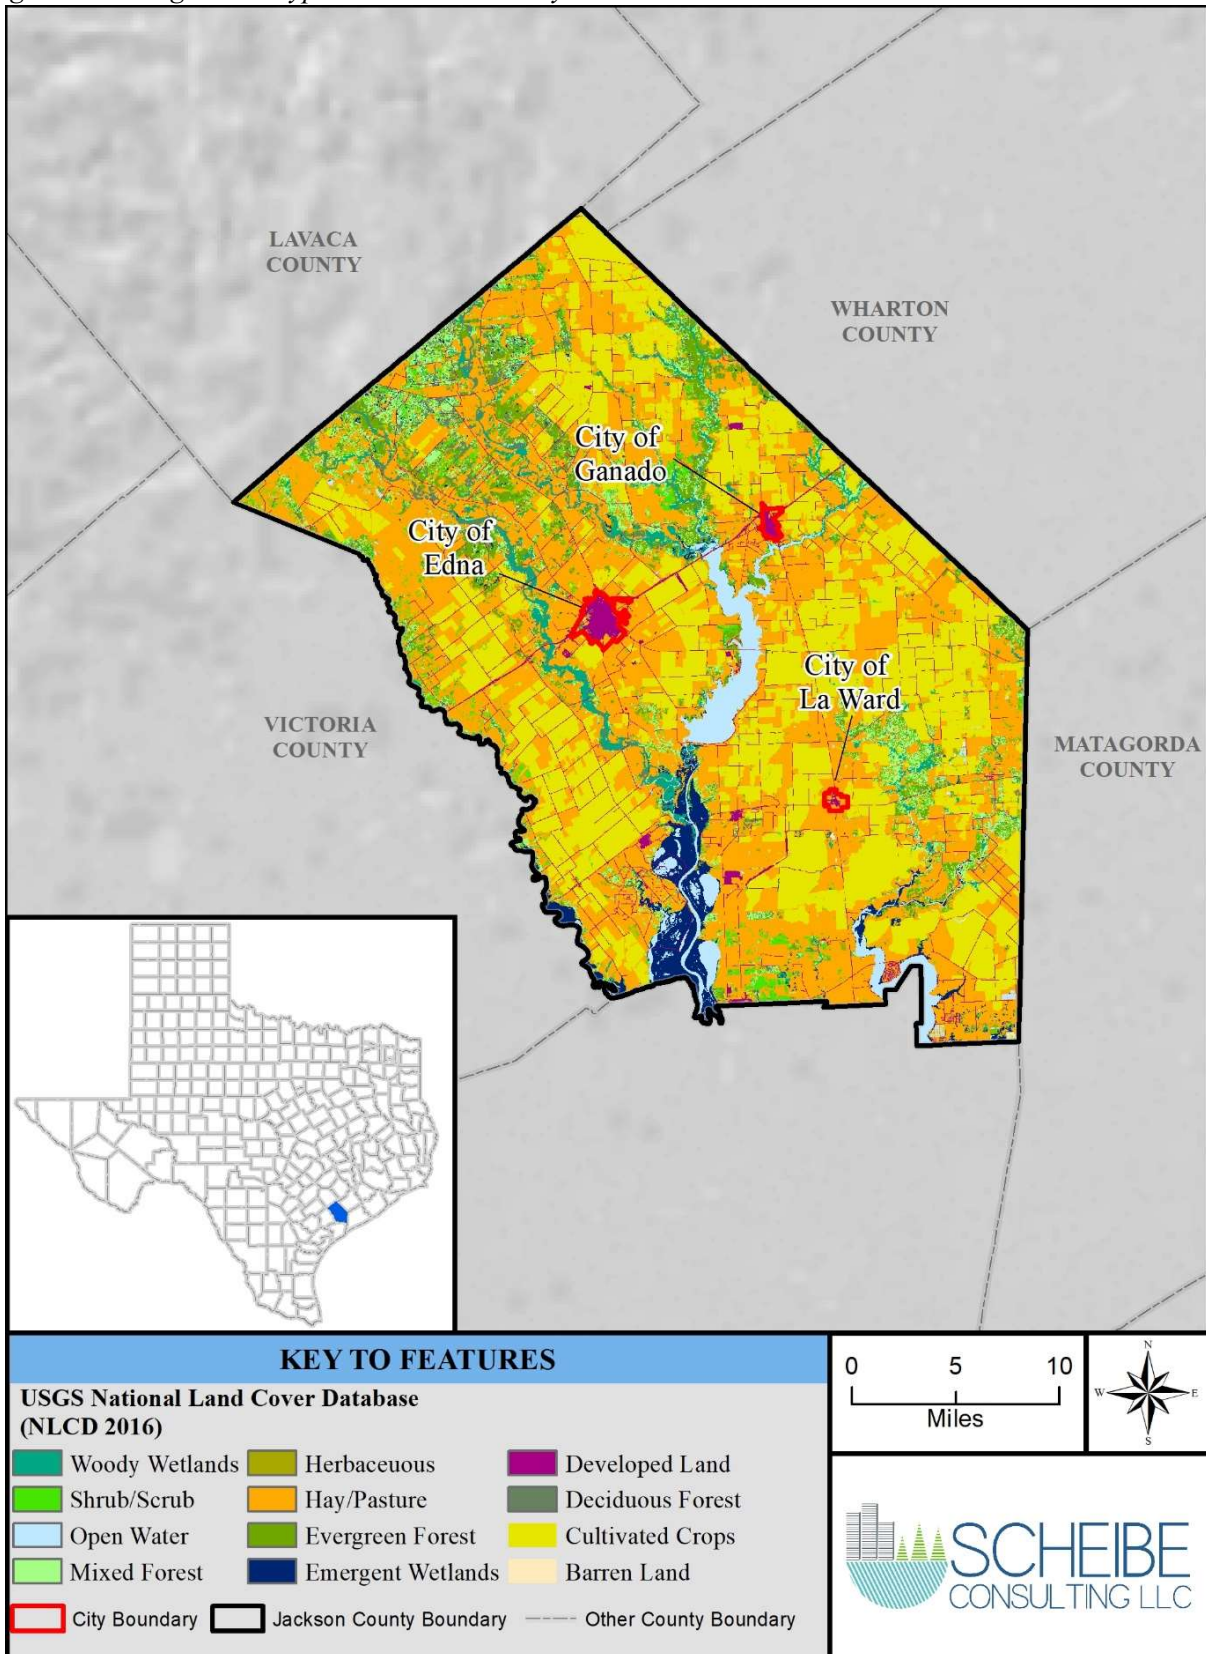 LAVACA
COUNTY
WHARTON
COUNTY
City of
Ganado
City of
Edna
City of
La Ward
VICTORIA
COUNTY
MATAGORDA
COUNTY
KEY TO FEATURES
USGS National Land Cover Database
(NLCD 2016)
Woody Wetlands
Herbaceuous
Developed Land
Shrub/Scrub
Hay/Pasture
Deciduous Forest
Open Water
Evergreen Forest
Cultivated Crops
Mixed Forest
Emergent Wetlands
Barren Land
City Boundary
Jackson County Boundary
Other County Boundary
0 5 10
Miles
N
W E
S
SCHEIBE
CONSULTING LLC